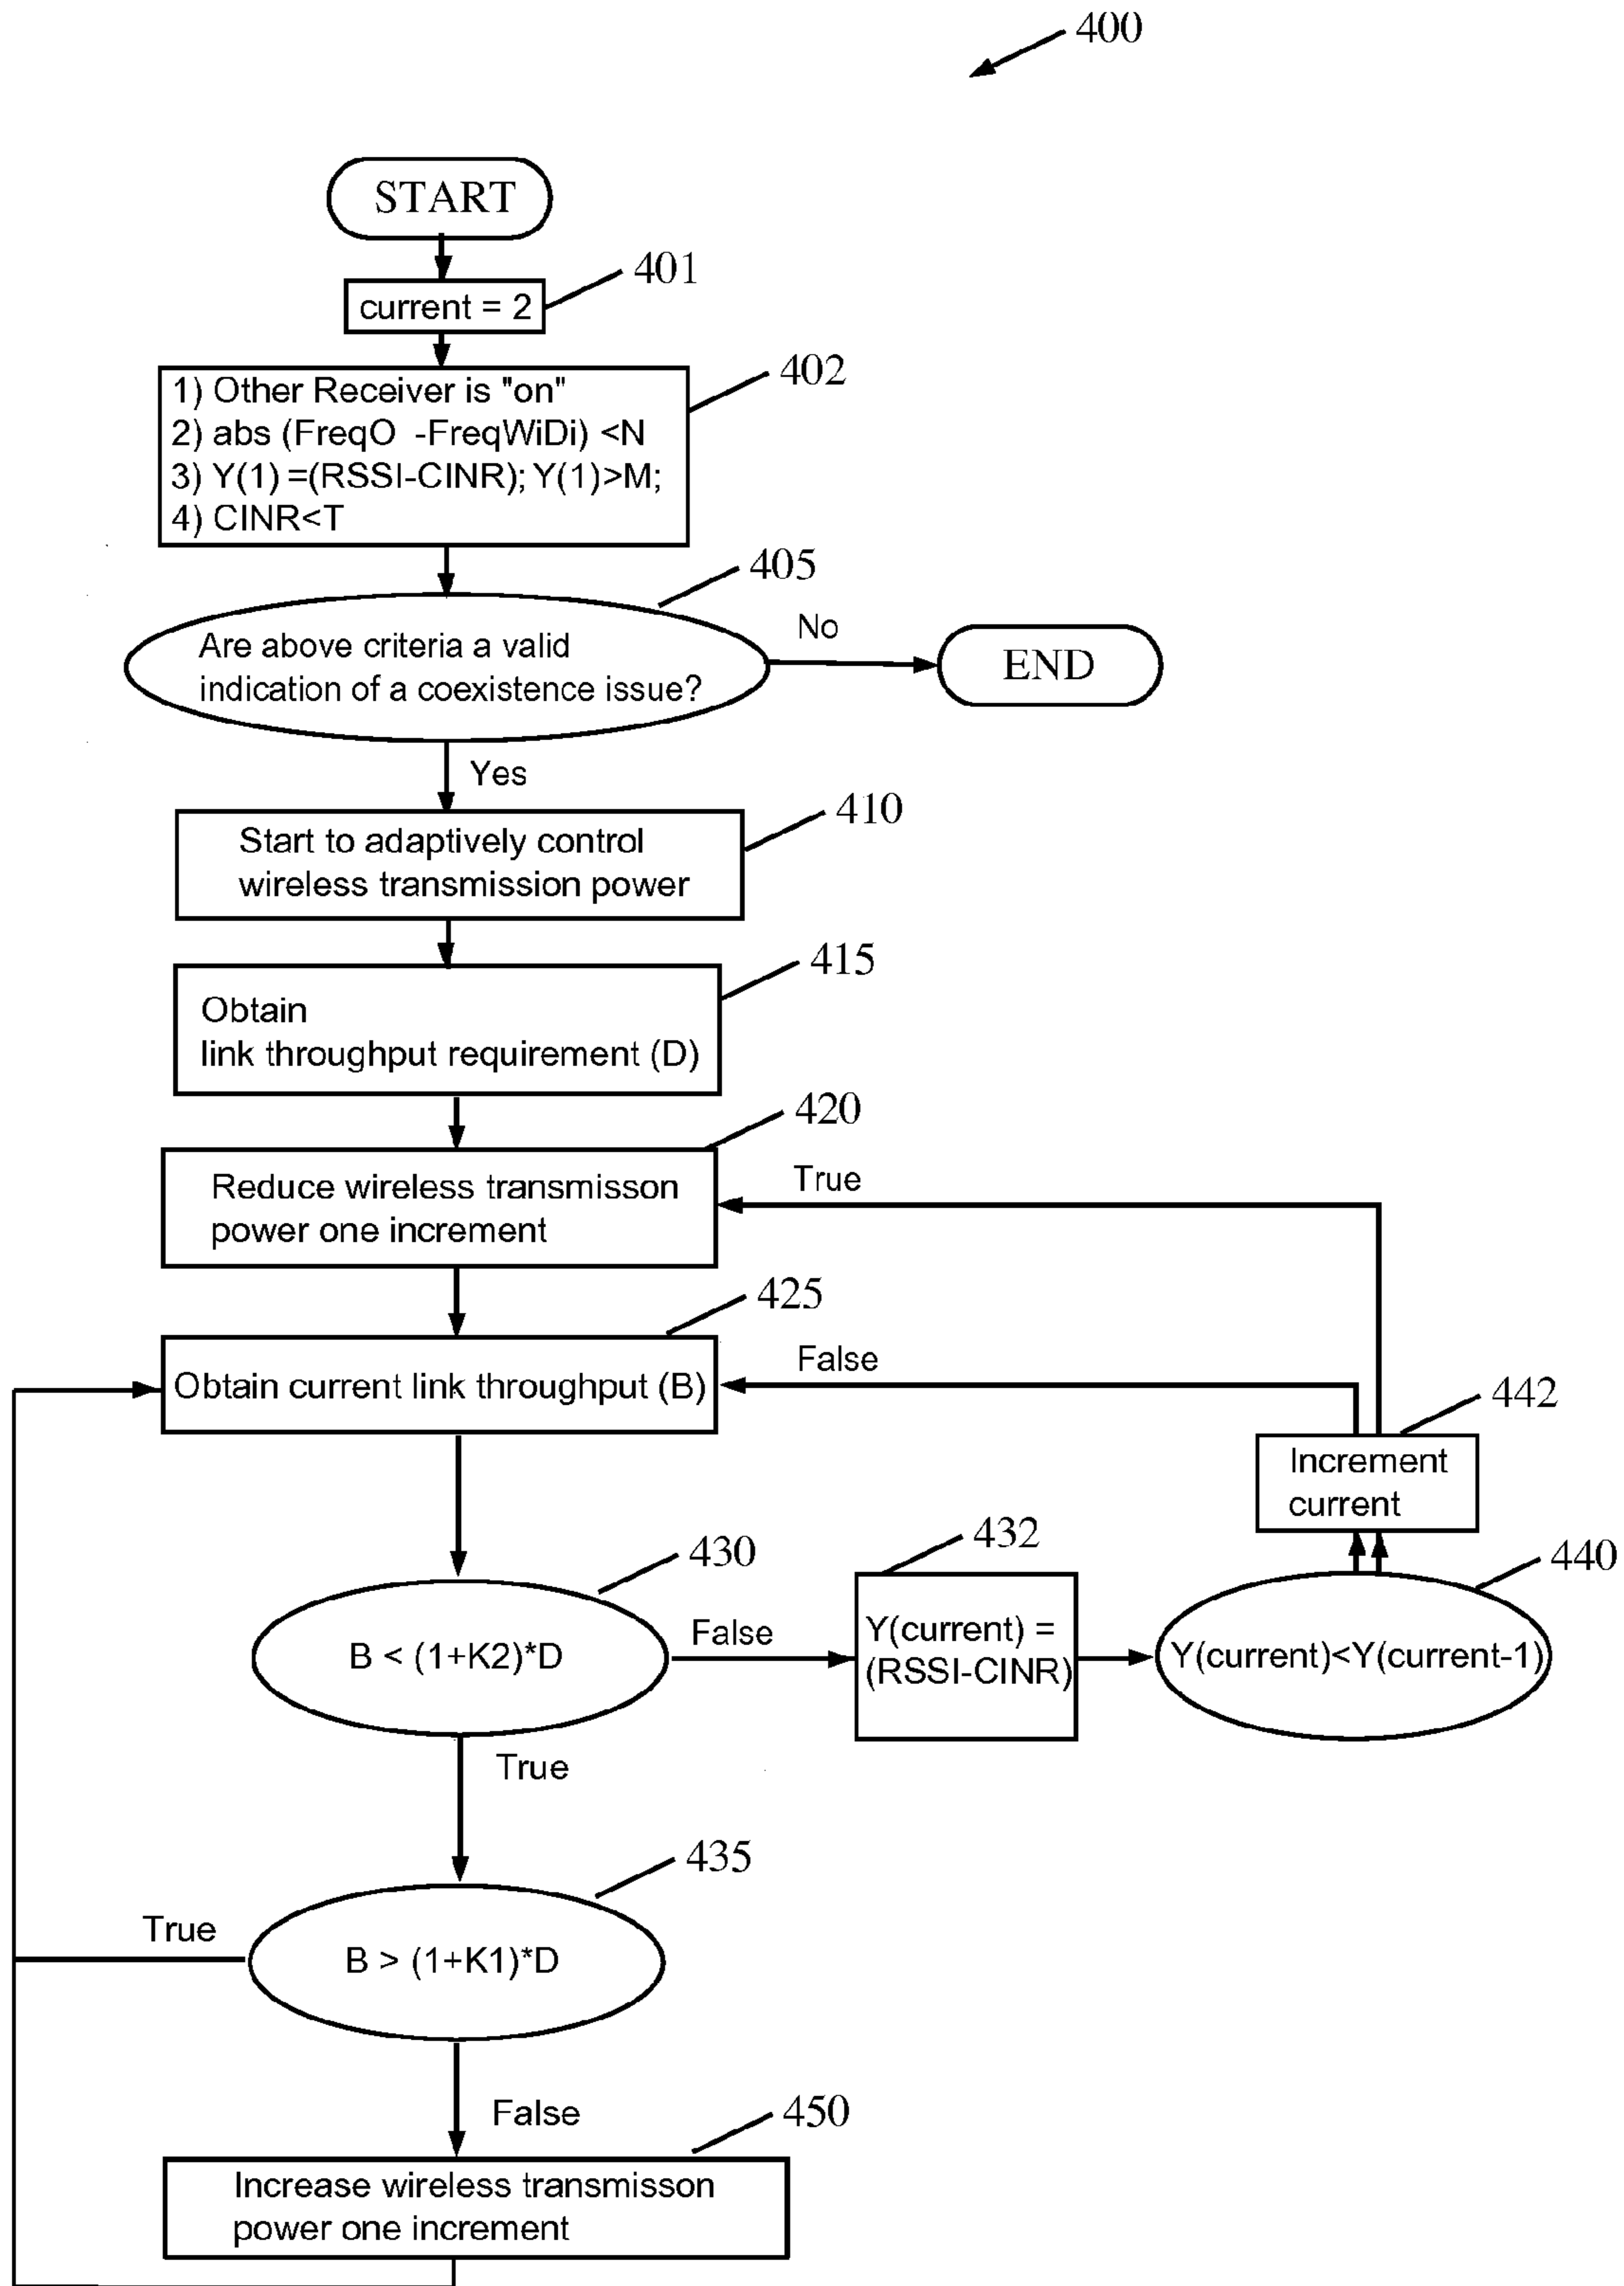 400
START
401
current = 2
402
1) Other Receiver is "on"
2) abs (FreqO -FreqWiDi) <N
3) Y(1) =(RSSI-CINR); Y(1)>M;
4) CINR<T
405
Are above criteria a valid
indication of a coexistence issue?
No
END
Yes
410
Start to adaptively control
wireless transmission power
415
Obtain
link throughput requirement (D)
420
Reduce wireless transmisson
power one increment
True
425
Obtain current link throughput (B)
False
442
Increment
current
430
B < (1+K2)*D
False
432
Y(current) =
(RSSI-CINR)
440
Y(current)<Y(current-1)
True
435
B > (1+K1)*D
True
False
450
Increase wireless transmisson
power one increment